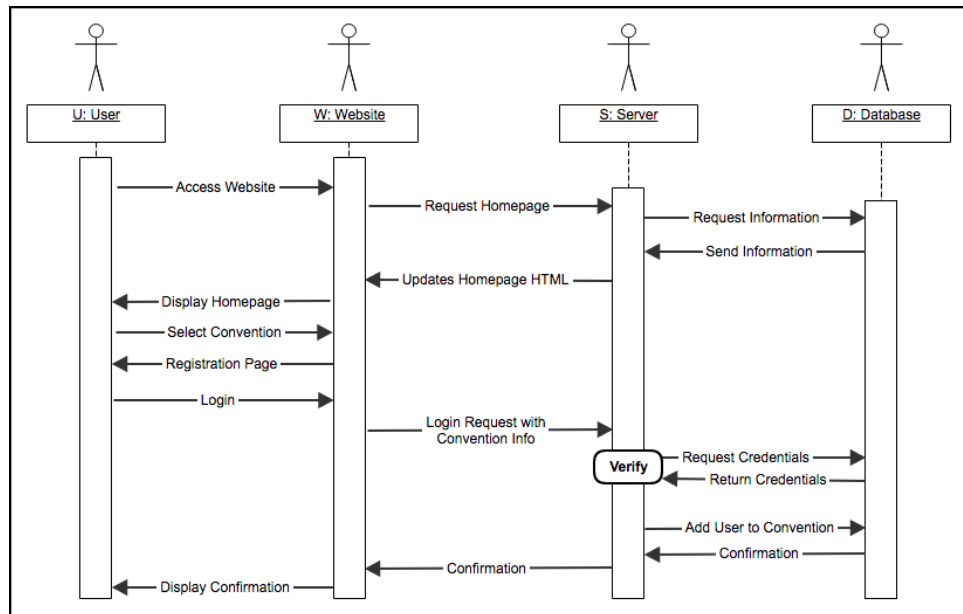 U: User
W: Website
S: Server
D: Database
Access Website
Request Homepage
Request Information
Send Information
Updates Homepage HTML
Display Homepage
Select Convention
Registration Page
Login
Login Request with
Convention Info
Request Credentials
Verify
Return Credentials
Add User to Convention
Confirmation
Confirmation
Display Confirmation